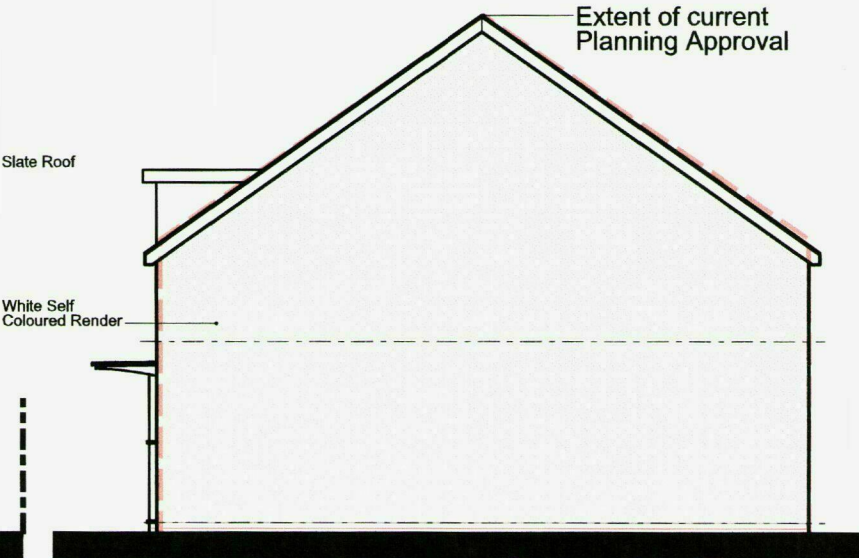 Extent of current
Planning Approval
Slate Roof
White Self
Coloured Render